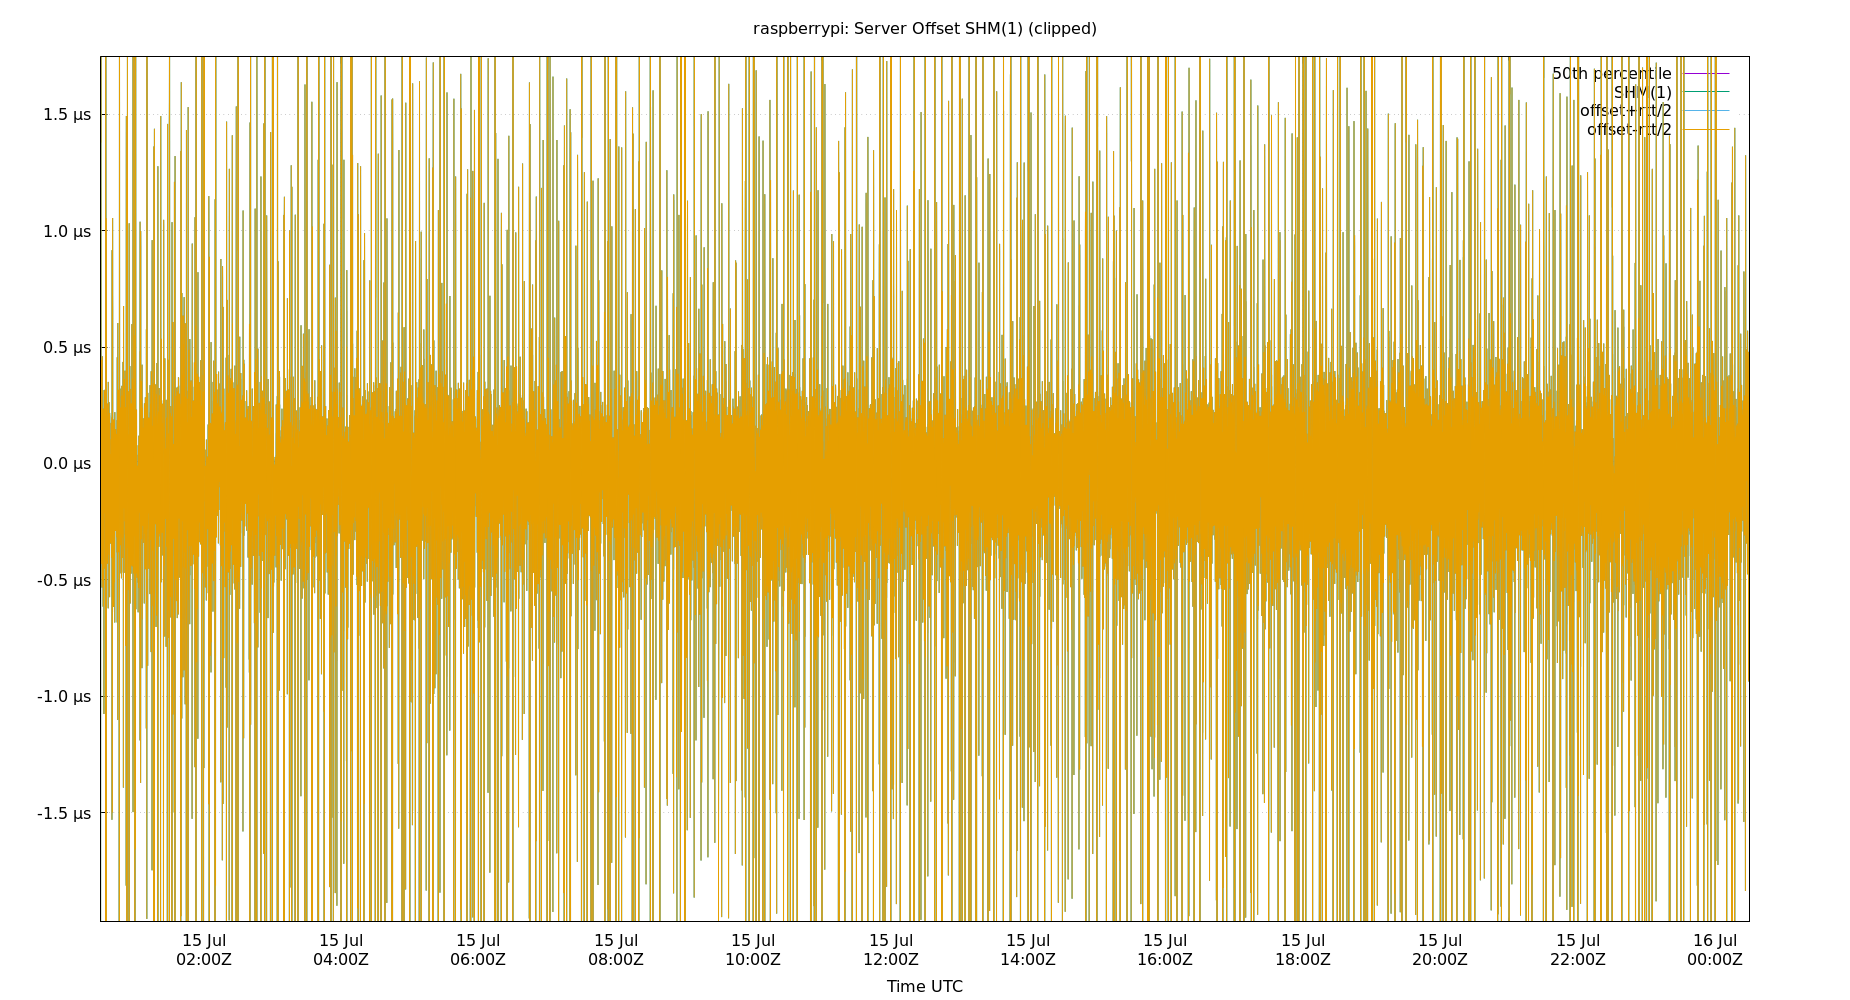 raspberrypi: Server Offset SHM(1) (clipped)
50th percentile
SHM(1)
offset+rtt/2
offset-rtt/2
1.5 µs
1.0 µs
0.5 µs
0.0 µs
-0.5 µs
-1.0 µs
-1.5 µs
15 Jul 15 Jul 15 Jul 15 Jul 15 Jul 15 Jul 15 Jul 15 Jul 15 Jul 15 Jul 15 Jul 16 Jul
02:00Z 04:00Z 06:00Z 08:00Z 10:00Z 12:00Z 14:00Z 16:00Z 18:00Z 20:00Z 22:00Z 00:00Z
Time UTC